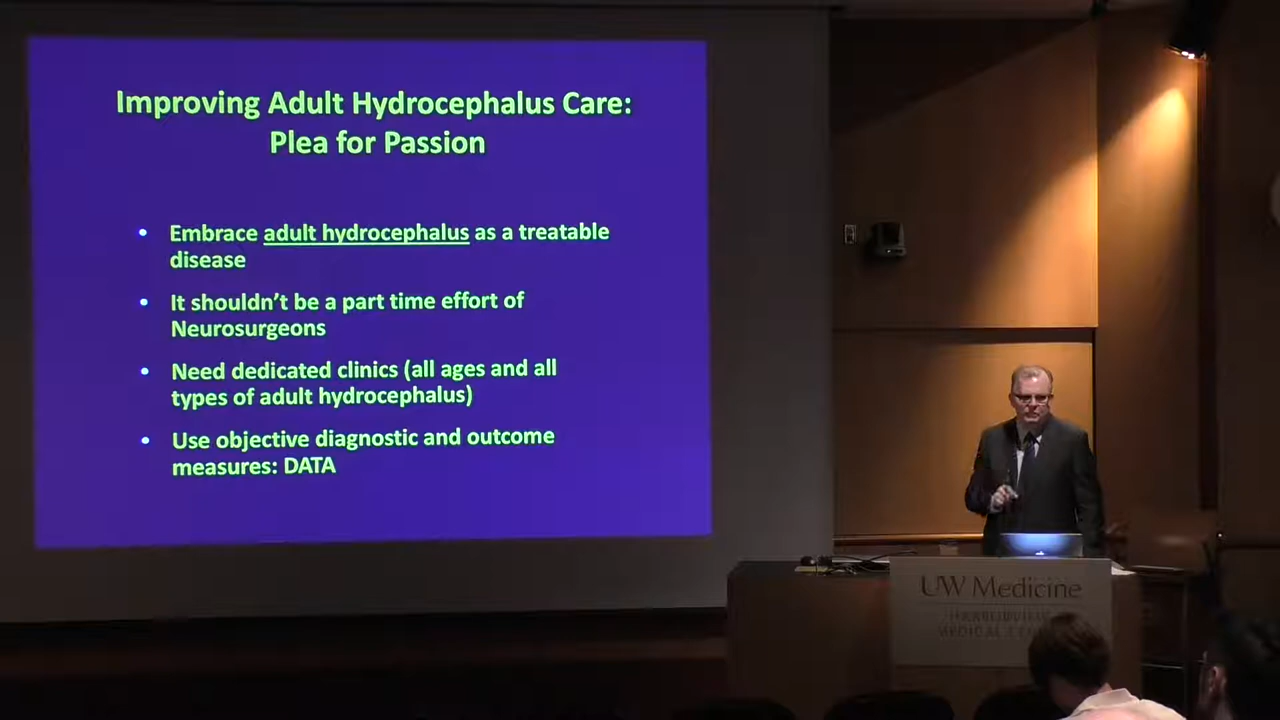 Improving Adult Hydrocephalus Care:
Plea for Passion
• Embrace adult hydrocephalus as a treatable
disease
• It shouldn't be a part time effort of
Neurosurgeons
• Need dedicated clinics (all ages and all
types of adult hydrocephalus)
• Use objective diagnostic and outcome
measures: DATA
UW Medicine
HARBORVIEW
MEDICAL